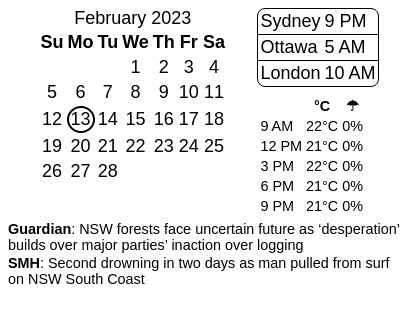 February 2023
Su Mo Tu We Th Fr Sa
1 2 3 4
5 6 7 8 9 10 11
12 13 14 15 16 17 18
19 20 21 22 23 24 25
26 27 28
Sydney 9 PM
Ottawa 5 AM
London 10 AM
°C ☂
9 AM 22°C 0%
12 PM 21°C 0%
3 PM 22°C 0%
6 PM 21°C 0%
9 PM 21°C 0%
Guardian: NSW forests face uncertain future as ‘desperation’
builds over major parties’ inaction over logging
SMH: Second drowning in two days as man pulled from surf
on NSW South Coast